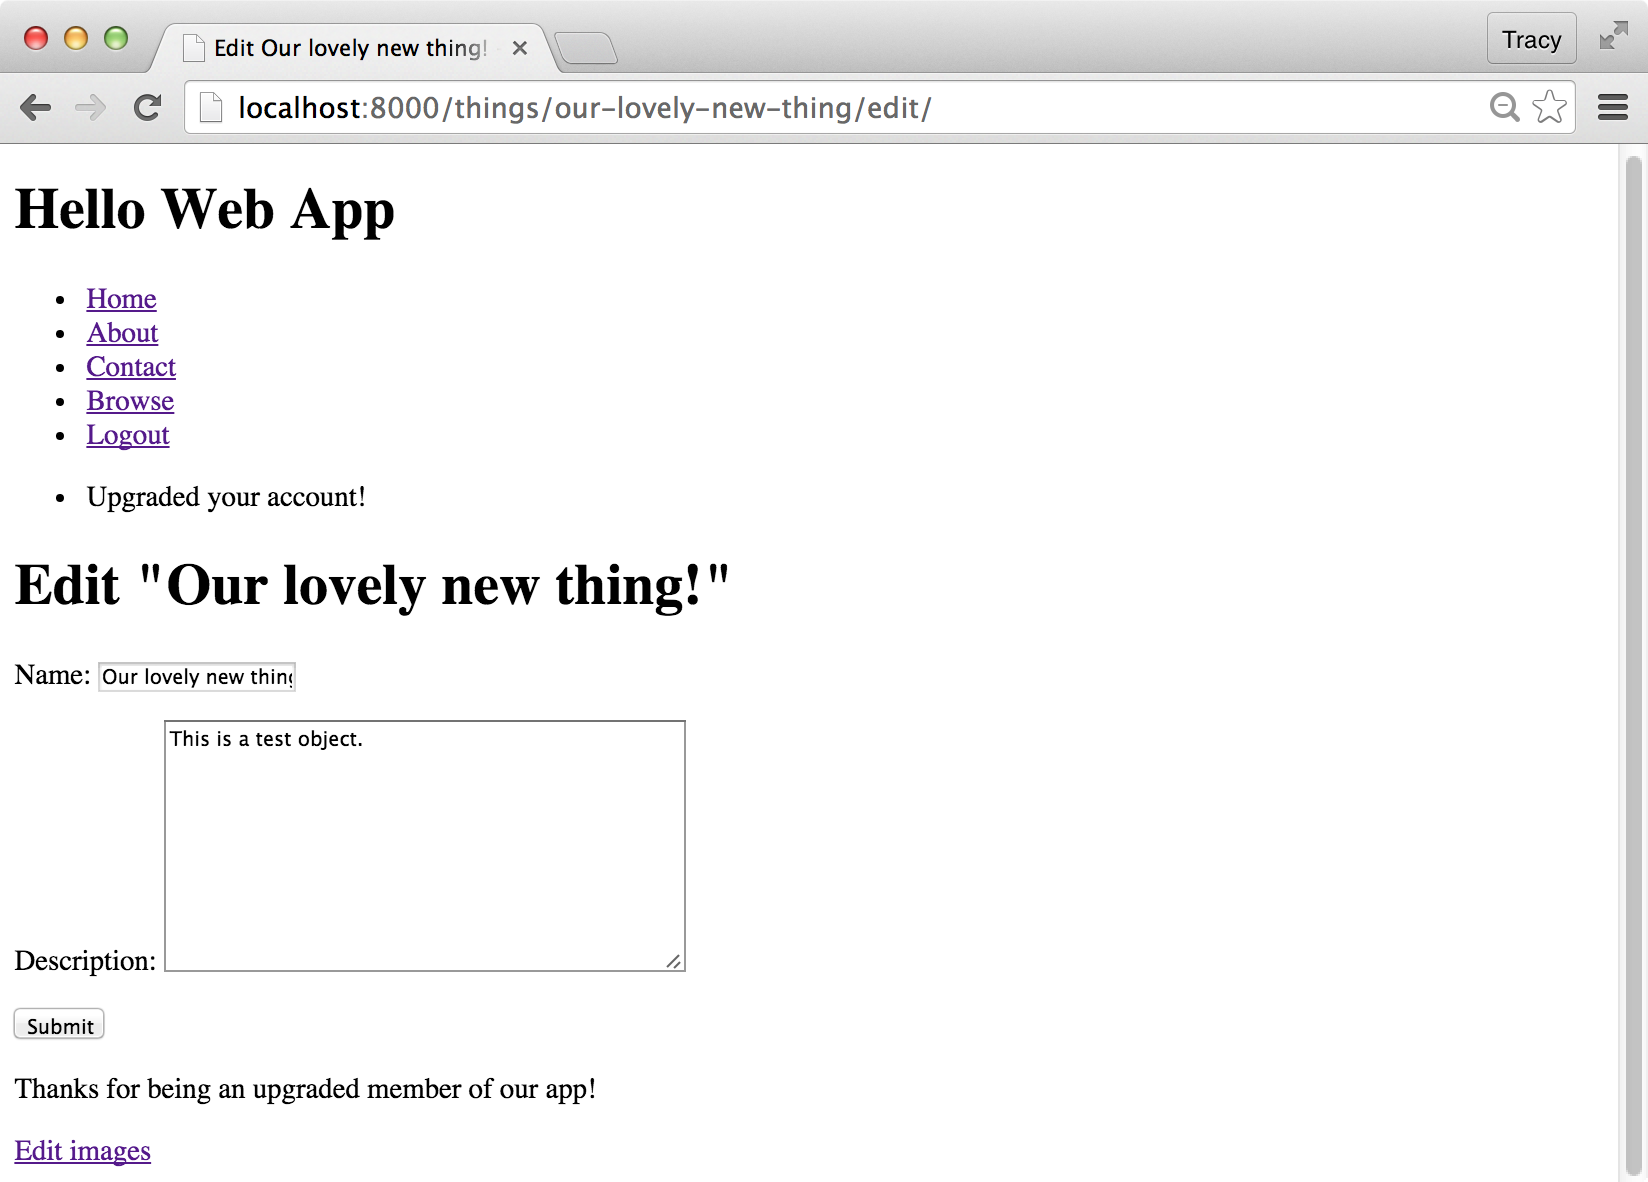 Edit Our lovely new thing!
Tracy
localhost:8000/things/our-lovely-new-thing/edit/
Hello Web App
Home
About
Contact
Browse
Logout
Upgraded your account!
Edit "Our lovely new thing!"
Name: Our lovely new thing
This is a test object.
Description:
Submit
Thanks for being an upgraded member of our app!
Edit images